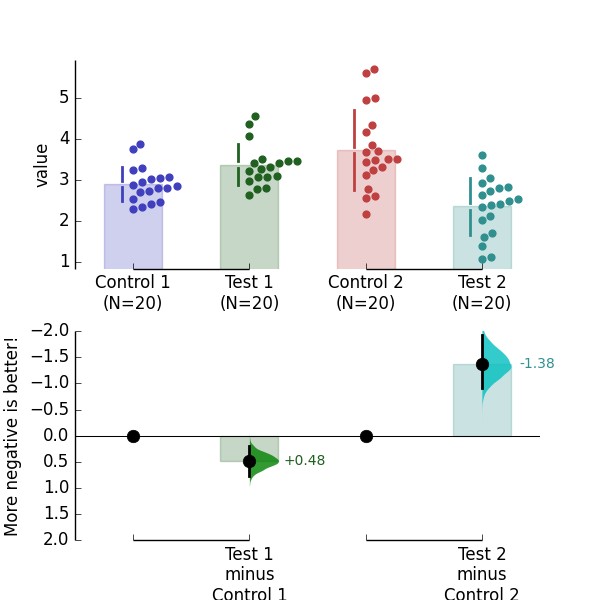 value
5
4
3
2
1
Control 1
(N=20)
Test 1
(N=20)
Control 2
(N=20)
Test 2
(N=20)
More negative is better!
−2.0
−1.5
−1.0
−0.5
0.0
0.5
1.0
1.5
2.0
-1.38
+0.48
Test 1
minus
Control 1
Test 2
minus
Control 2